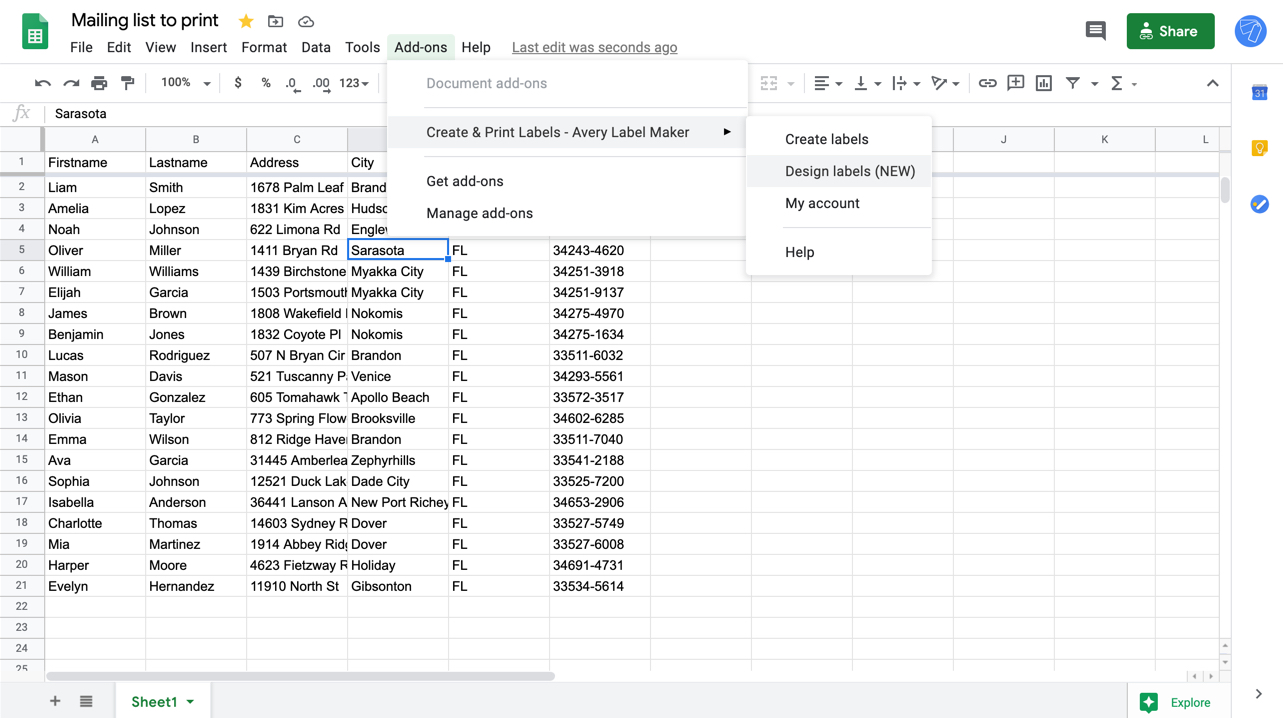 Mailing list to print
File Edit View Insert Format Data Tools Add-ons Help Last edit was seconds ago
Share
100% $ % .0 .00 123
Document add-ons
Create & Print Labels - Avery Label Maker
Get add-ons
Manage add-ons
Create labels
Design labels (NEW)
My account
Help
31
fx Sarasota
A B C J K L
1 Firstname Lastname Address City
2 Liam Smith 1678 Palm Leaf Brand
3 Amelia Lopez 1831 Kim Acres Hudso
4 Noah Johnson 622 Limona Rd Englew
5 Oliver Miller 1411 Bryan Rd Sarasota FL 34243-4620
6 William Williams 1439 Birchstone Myakka City FL 34251-3918
7 Elijah Garcia 1503 Portsmouth Myakka City FL 34251-9137
8 James Brown 1808 Wakefield Nokomis FL 34275-4970
9 Benjamin Jones 1832 Coyote Pl Nokomis FL 34275-1634
10 Lucas Rodriguez 507 N Bryan Cir Brandon FL 33511-6032
11 Mason Davis 521 Tuscanny P Venice FL 34293-5561
12 Ethan Gonzalez 605 Tomahawk T Apollo Beach FL 33572-3517
13 Olivia Taylor 773 Spring Flow Brooksville FL 34602-6285
14 Emma Wilson 812 Ridge Have Brandon FL 33511-7040
15 Ava Garcia 31445 Amberlea Zephyrhills FL 33541-2188
16 Sophia Johnson 12521 Duck Lak Dade City FL 33525-7200
17 Isabella Anderson 36441 Lanson A New Port Richey FL 34653-2906
18 Charlotte Thomas 14603 Sydney R Dover FL 33527-5749
19 Mia Martinez 1914 Abbey Ridg Dover FL 33527-6008
20 Harper Moore 4623 Fietzway R Holiday FL 34691-4731
21 Evelyn Hernandez 11910 North St Gibsonton FL 33534-5614
22
23
24
25
Sheet1 Explore